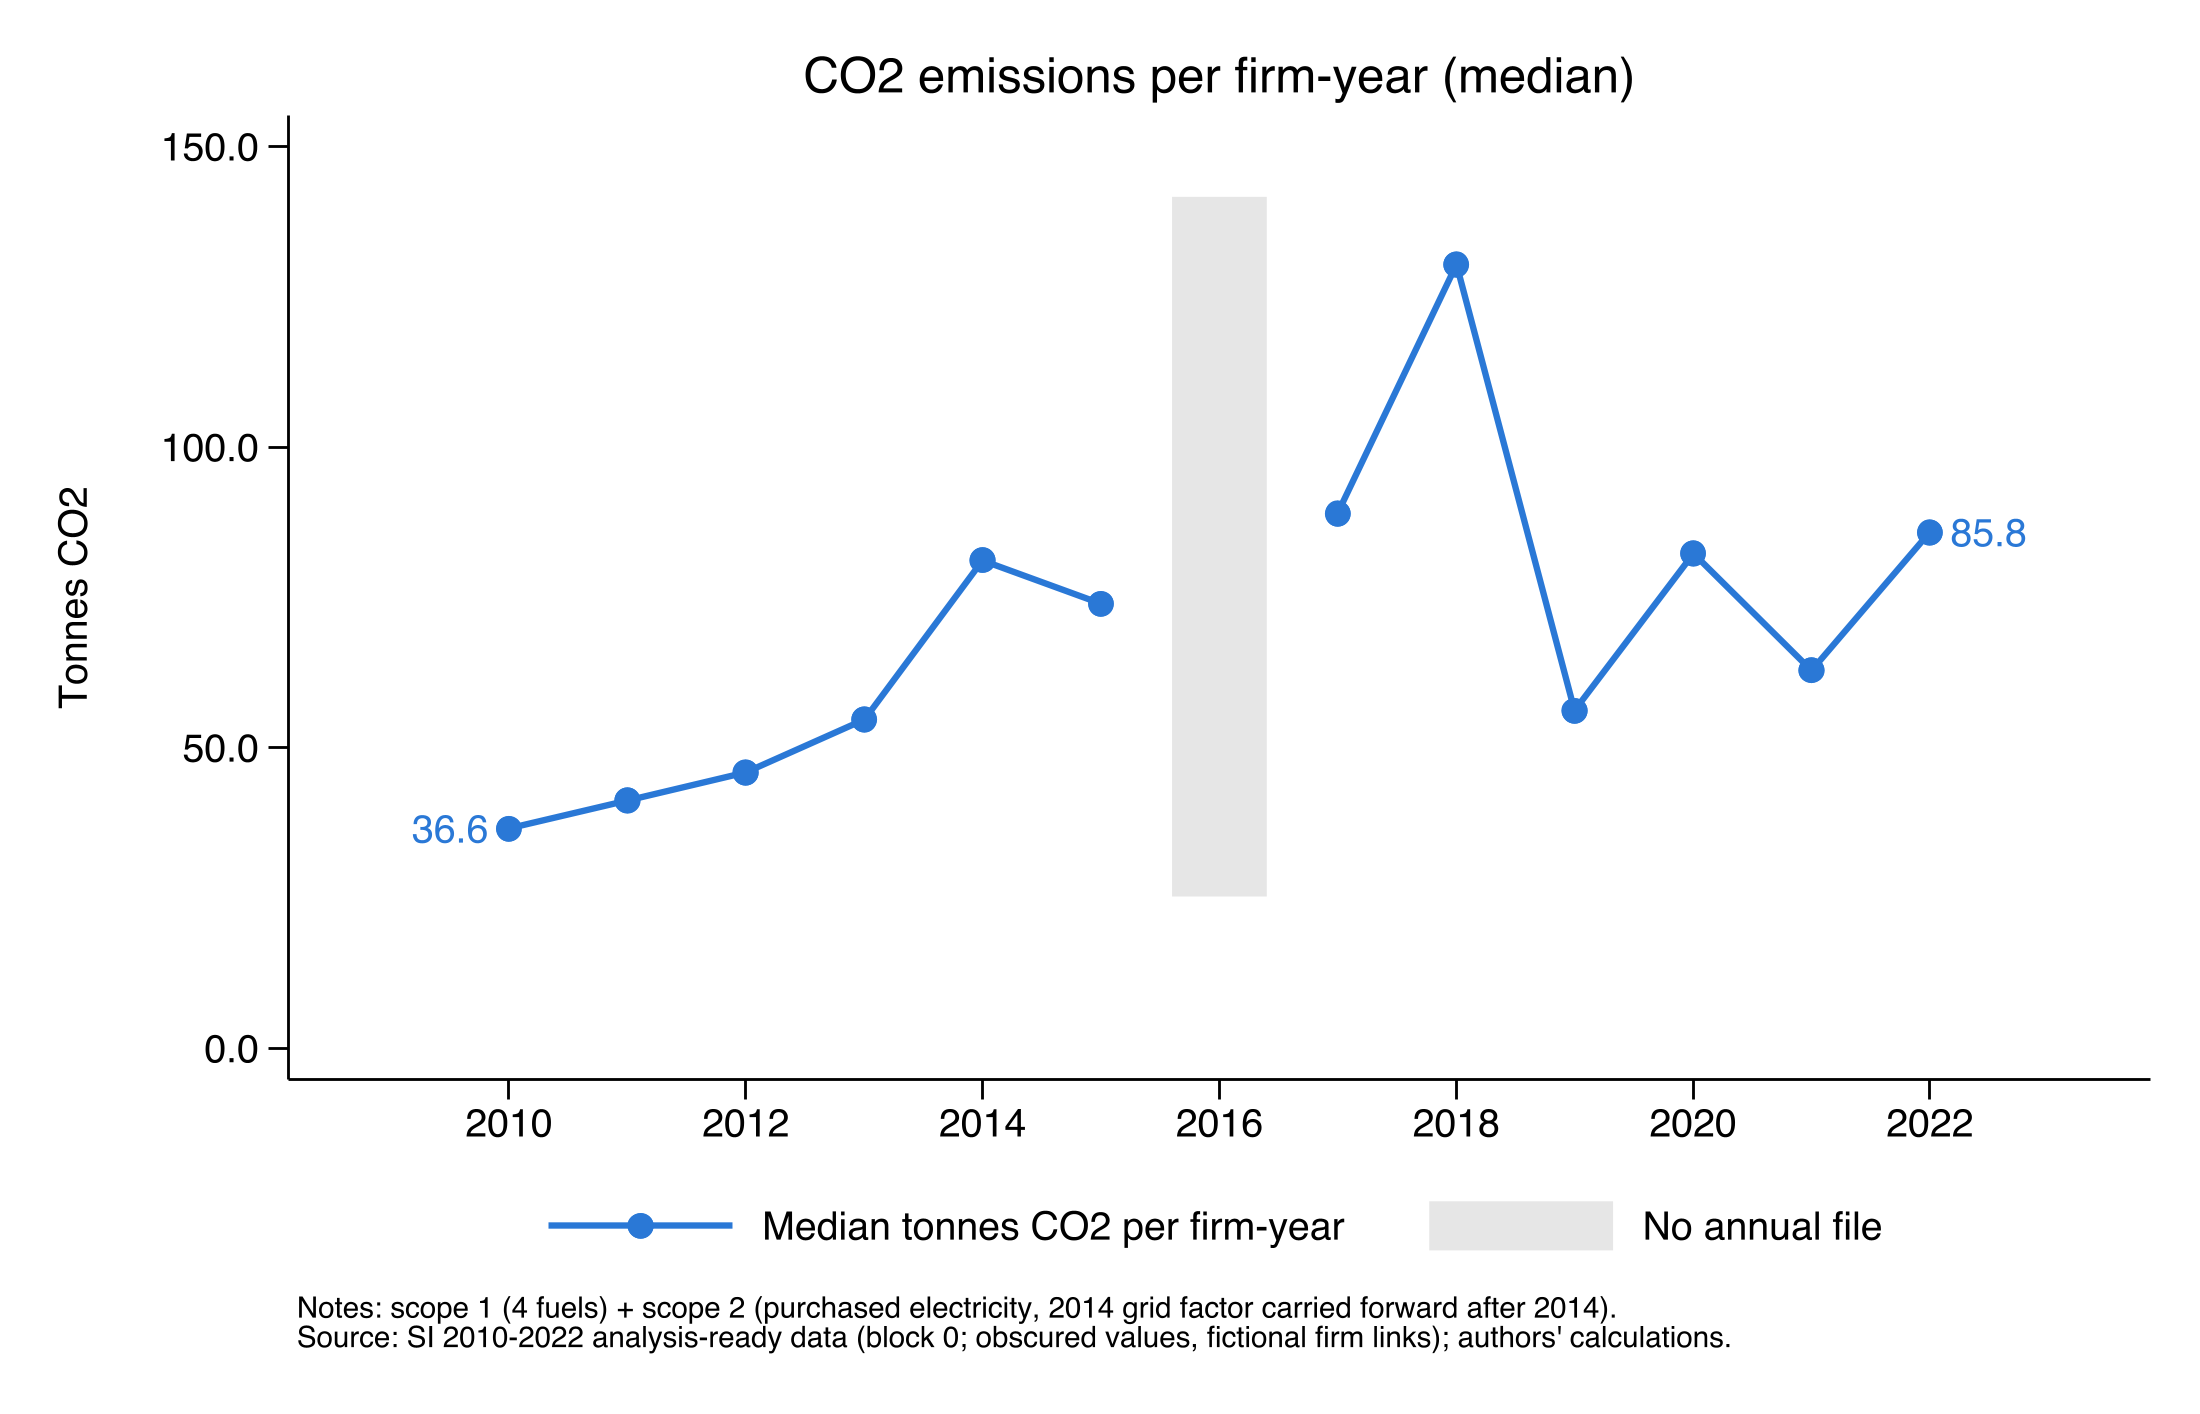 CO2 emissions per firm-year (median)
150.0
100.0
50.0
0.0
Tonnes CO2
36.6
85.8
2010 2012 2014 2016 2018 2020 2022
Median tonnes CO2 per firm-year
No annual file
Notes: scope 1 (4 fuels) + scope 2 (purchased electricity, 2014 grid factor carried forward after 2014).
Source: SI 2010-2022 analysis-ready data (block 0; obscured values, fictional firm links); authors' calculations.